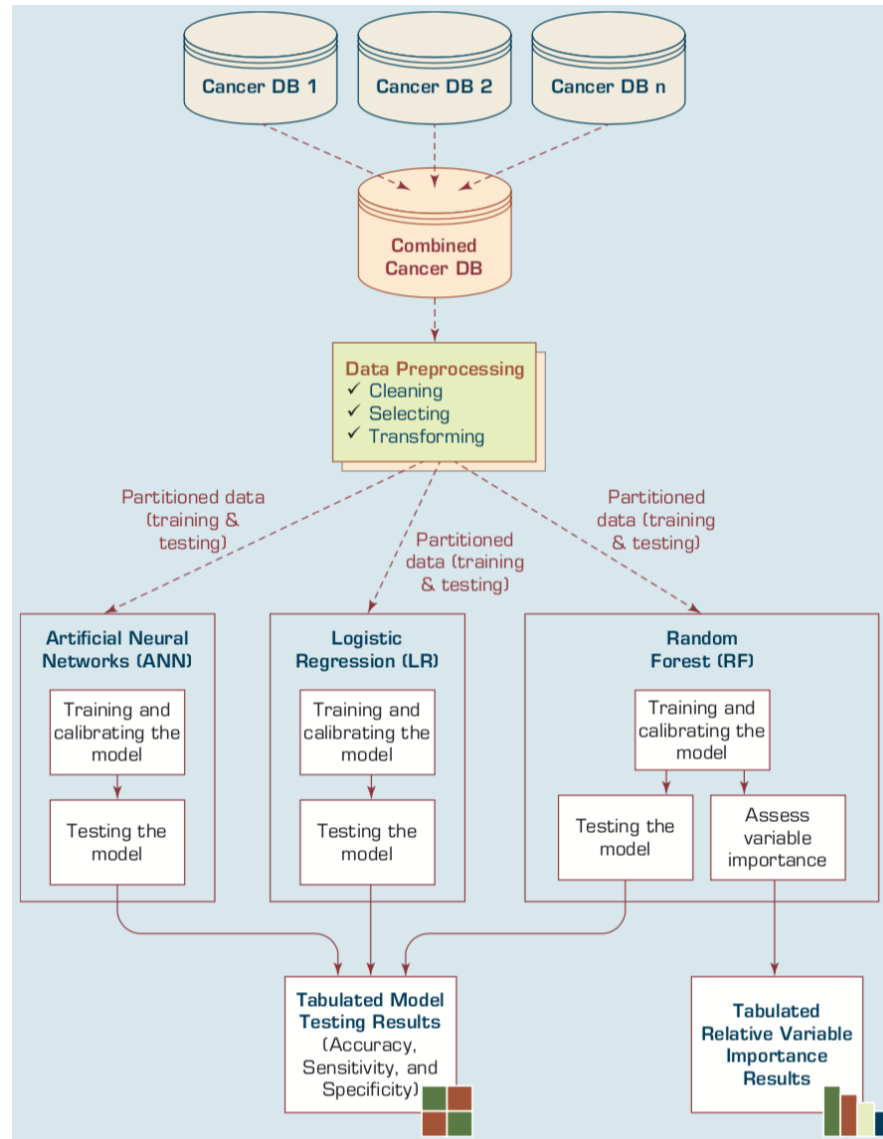 Cancer DB 1
Cancer DB 2
Cancer DB n
Combined
Cancer DB
Data Preprocessing
✓ Cleaning
✓ Selecting
✓ Transforming
Partitioned data
(training &
testing)
Partitioned
data (training
& testing)
Partitioned
data (training
& testing)
Artificial Neural
Networks (ANN)
Training and
calibrating the
model
Testing the
model
Logistic
Regression (LR)
Training and
calibrating the
model
Testing the
model
Random
Forest (RF)
Training and
calibrating the
model
Testing the
model
Assess
variable
importance
Tabulated Model
Testing Results
(Accuracy,
Sensitivity, and
Specificity)
Tabulated
Relative Variable
Importance
Results